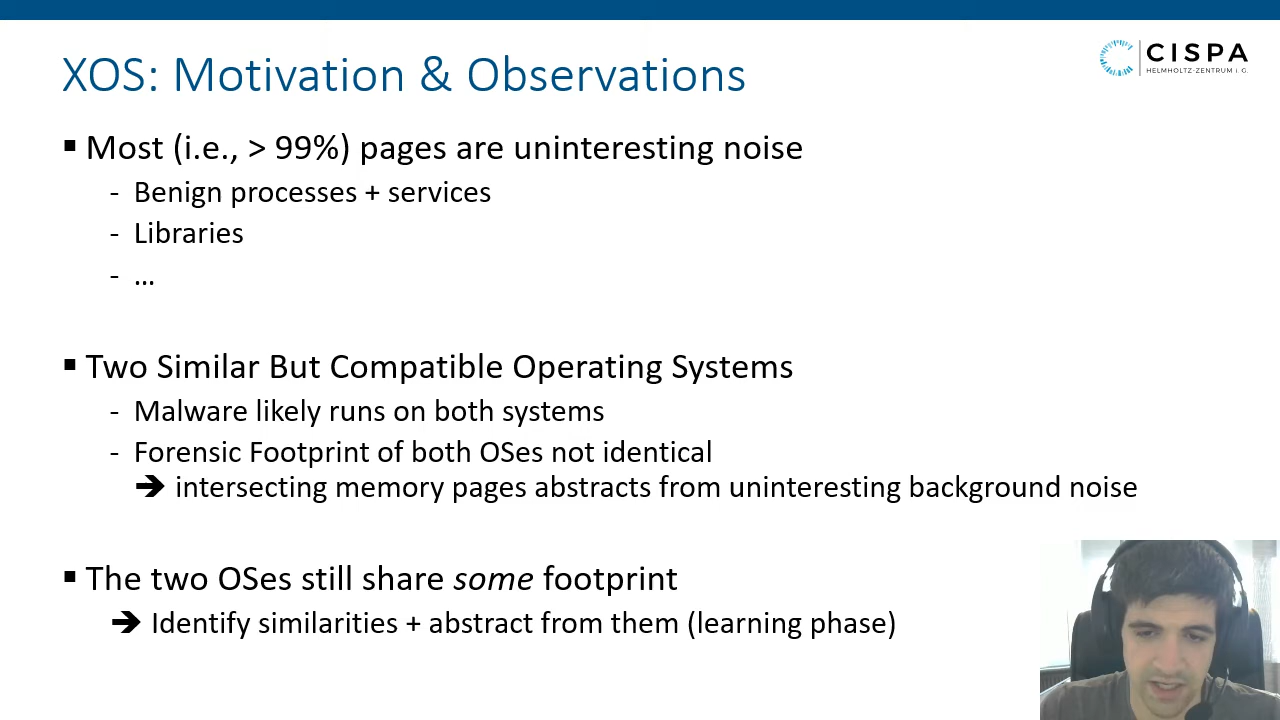 XOS: Motivation & Observations
CISPA
HELMHOLTZ-ZENTRUM i. G.
▪ Most (i.e., > 99%) pages are uninteresting noise
- Benign processes + services
- Libraries
- …
▪ Two Similar But Compatible Operating Systems
- Malware likely runs on both systems
- Forensic Footprint of both OSes not identical
➔ intersecting memory pages abstracts from uninteresting background noise
▪ The two OSes still share some footprint
➔ Identify similarities + abstract from them (learning phase)